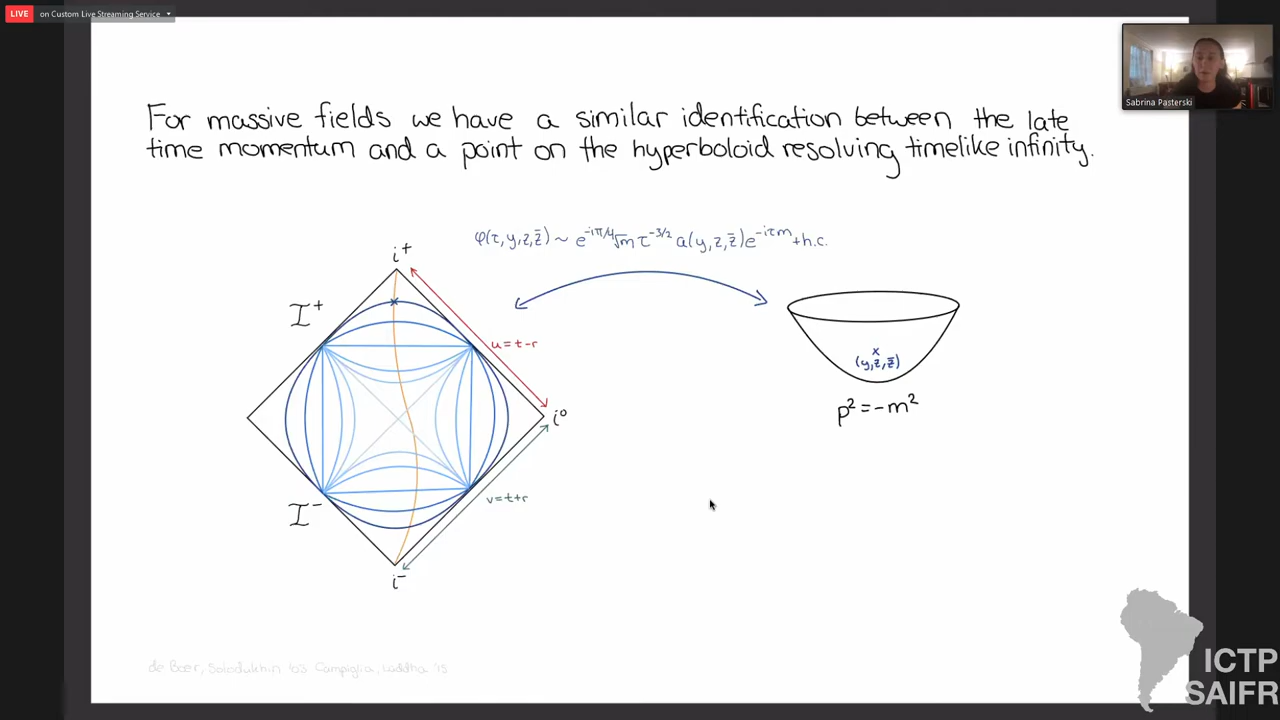 LIVE on Custom Live Streaming Service
Sabrina Pasterski
For massive fields we have a similar identification between the late
time momentum and a point on the hyperboloid resolving timelike infinity.
φ(τ,y,z,z̄) ~ e^{-iπ/4}√m τ^{-3/2} a(y,z,z̄)e^{-iτm}+h.c.
i⁺
I⁺
u=t-r
x
(y,z,z̄)
p²=-m²
i⁰
v=t+r
I⁻
i⁻
de Boer, Solodukhin '03 Campiglia, Laddha '15
ICTP
SAIFR